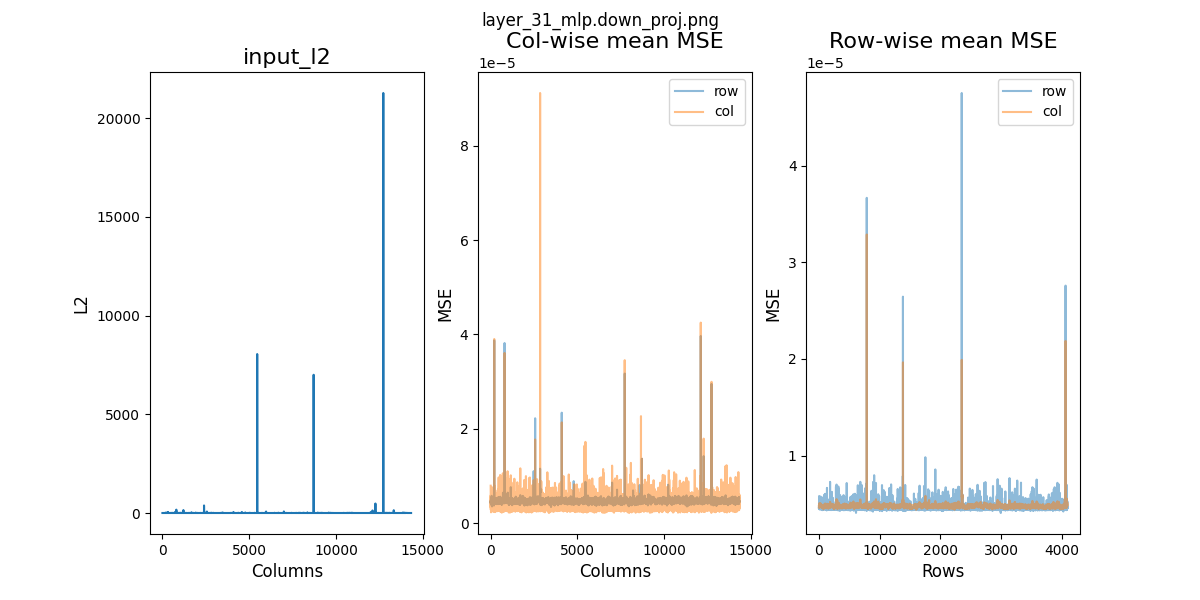 layer_31_mlp.down_proj.png
input_l2
L2
20000
15000
10000
5000
0
0 5000 10000 15000
Columns
Col-wise mean MSE
1e−5
row
col
MSE
8
6
4
2
0
0 5000 10000 15000
Columns
Row-wise mean MSE
1e−5
row
col
MSE
4
3
2
1
0 1000 2000 3000 4000
Rows